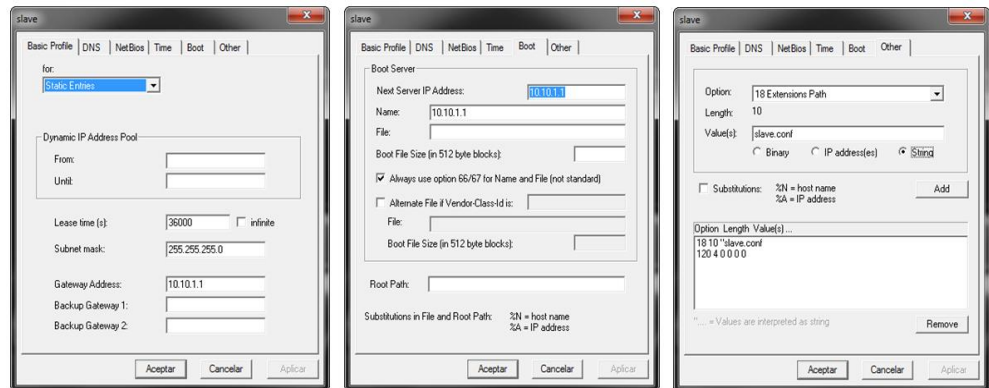 slave
Basic Profile DNS NetBios Time Boot Other
for:
Static Entries
Dynamic IP Address Pool
From:
Until:
Lease time (s): 36000 infinite
Subnet mask: 255.255.255.0
Gateway Address: 10.10.1.1
Backup Gateway 1:
Backup Gateway 2:
Aceptar Cancelar Aplicar
slave
Basic Profile DNS NetBios Time Boot Other
Boot Server
Next Server IP Address: 10.10.1.1
Name: 10.10.1.1
File:
Boot File Size (in 512 byte blocks):
Always use option 66/67 for Name and File (not standard)
Alternate File if Vendor-Class-Id is:
File:
Boot File Size (in 512 byte blocks):
Root Path:
Substitutions in File and Root Path: %N = host name
%A = IP address
Aceptar Cancelar Aplicar
slave
Basic Profile DNS NetBios Time Boot Other
Option: 18 Extensions Path
Length: 10
Value(s): slave.conf
Binary IP address(es) String
Substitutions: %N = host name
%A = IP address
Add
Option Length Value(s) ...
18 10 "slave.conf
120 4 0 0 0 0
".... = Values are interpreted as string
Remove
Aceptar Cancelar Aplicar